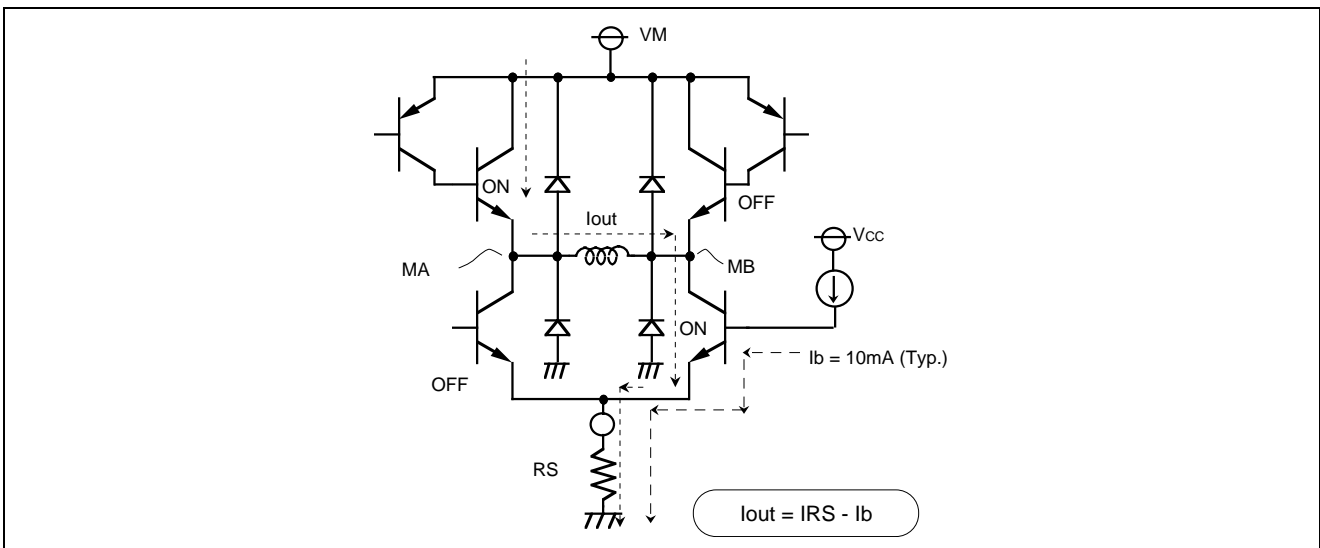 VM
ON
OFF
Iout
Vcc
MA
MB
ON
Ib = 10mA (Typ.)
OFF
RS
Iout = IRS - Ib